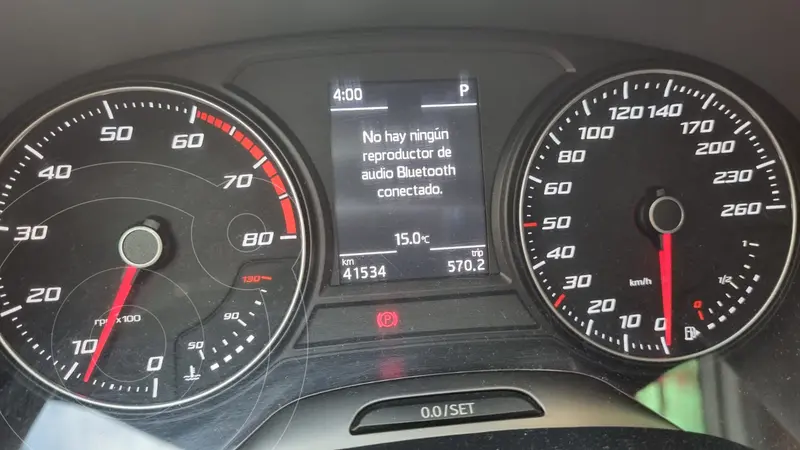 4:00 P
No hay ningún
reproductor de
audio Bluetooth
conectado.
15.0°C
km trip
41534 570.2
0 10 20 30 40 50 60 70 80
rpm x100
50 90 130
0 10 20 30 40 50 60 80 100 120 140 170 200 230 260
km/h
0 1/2 1
(P)
0.0/SET